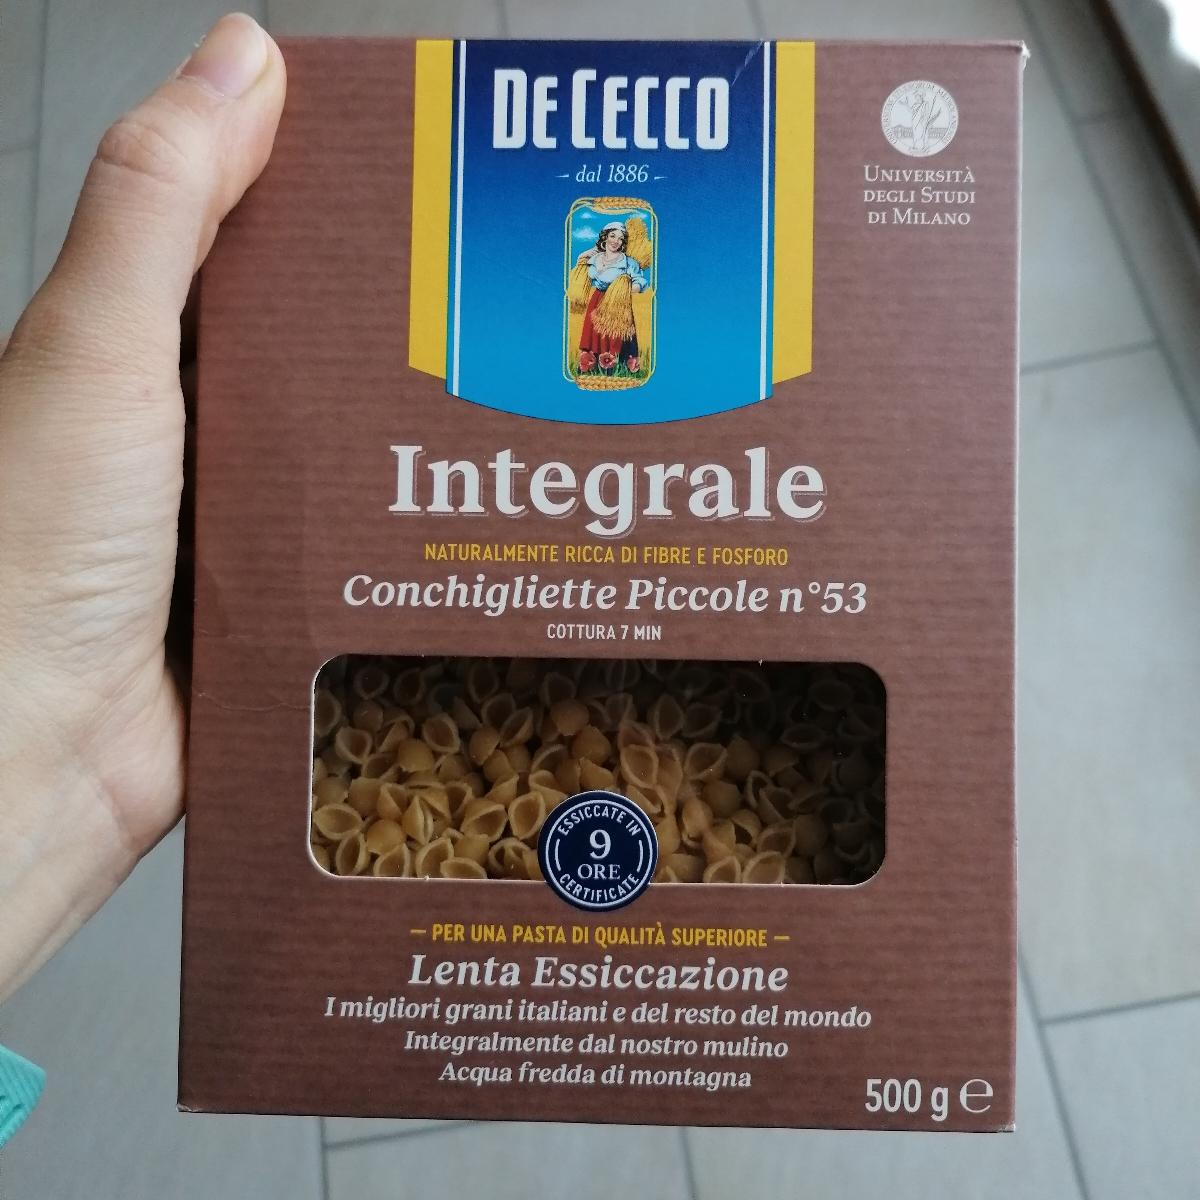 DE CECCO
dal 1886
UNIVERSITÀ
DEGLI STUDI
DI MILANO
Integrale
NATURALMENTE RICCA DI FIBRE E FOSFORO
Conchigliette Piccole n°53
COTTURA 7 MIN
ESSICCATE IN
9
ORE
CERTIFICATE
— PER UNA PASTA DI QUALITÀ SUPERIORE —
Lenta Essiccazione
I migliori grani italiani e del resto del mondo
Integralmente dal nostro mulino
Acqua fredda di montagna
500 g ℮